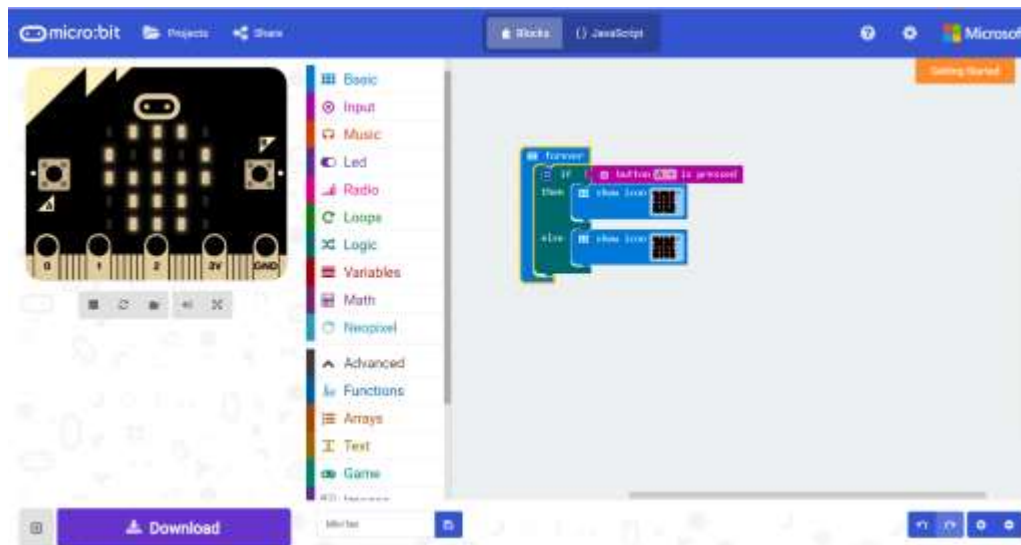 micro:bit Projects Share Blocks {} JavaScript Microsof
Getting Started
Basic
Input
Music
Led
Radio
Loops
Logic
Variables
Math
Neopixel
Advanced
Functions
Arrays
Text
Game
B
A
0 1 2 3V GND
forever
if button A is pressed
then show icon
else show icon
Download